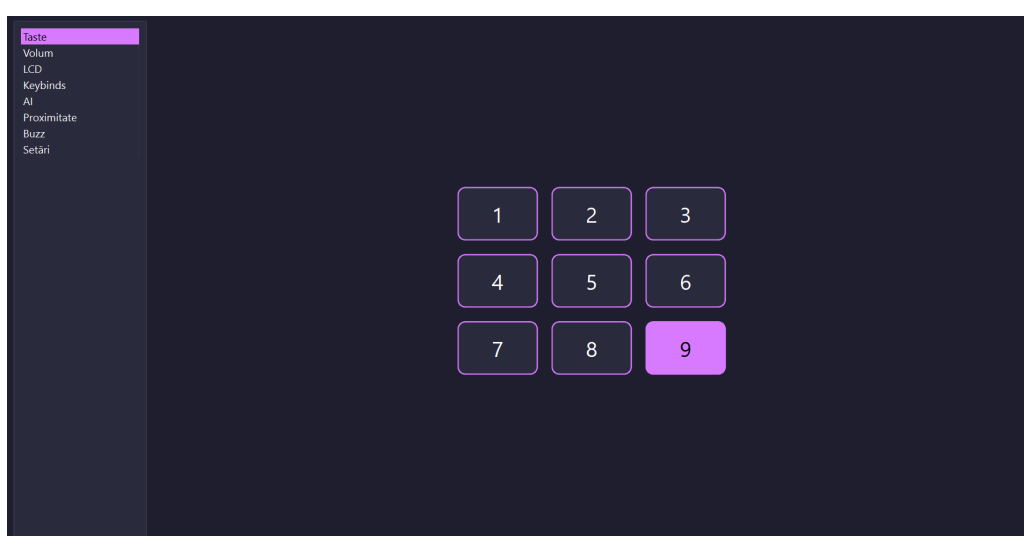 Taste
Volum
LCD
Keybinds
AI
Proximitate
Buzz
Setări
1 2 3
4 5 6
7 8 9